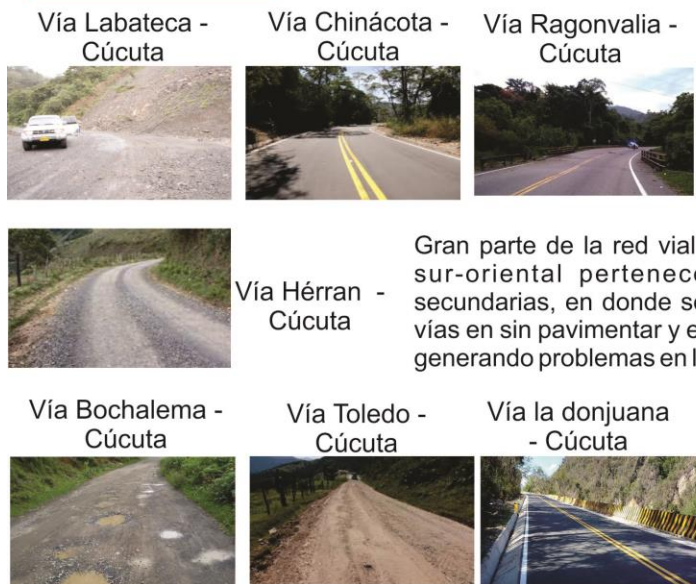 Vía Labateca -
Cúcuta
Vía Chinácota -
Cúcuta
Vía Ragonvalia -
Cúcuta
Vía Hérran -
Cúcuta
Gran parte de la red vial
sur-oriental
secundarias, en donde
vías en sin pavimentar y
generando problemas en
Vía Bochalema -
Cúcuta
Vía Toledo -
Cúcuta
Vía la donjuana
- Cúcuta